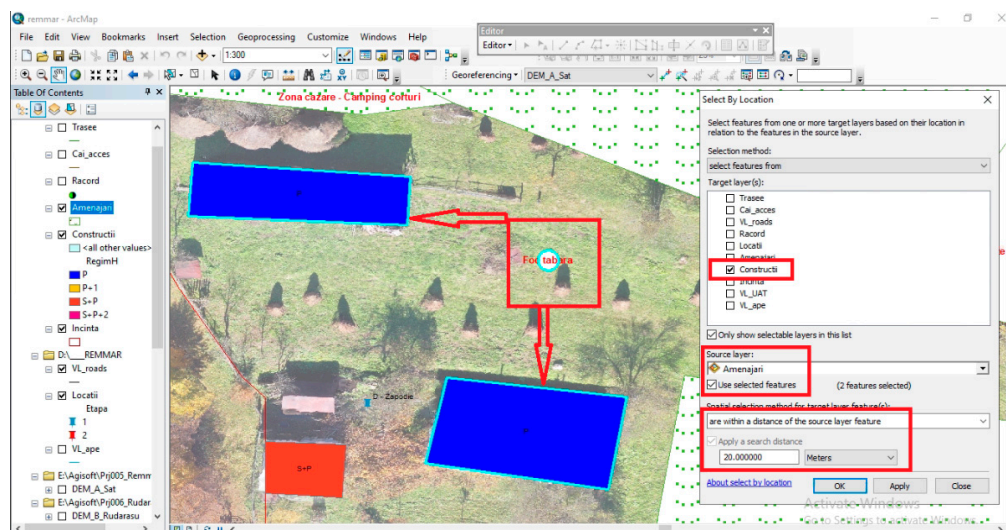 remmar - ArcMap
File Edit View Bookmarks Insert Selection Geoprocessing Customize Windows Help
Editor
Editor
1:300
Georeferencing
DEM_A_Sat
Table Of Contents
Trasee
Cai_acces
Racord
Amenajari
Constructii
<all other values>
RegimH
P
P+1
S+P
S+P+2
Incinta
D:\___REMMAR
VL_roads
Locatii
Etapa
1
2
VL_ape
E:\Agisoft\Prj005_Remm
DEM_A_Sat
E:\Agisoft\Prj006_Rudar
DEM_B_Rudarasu
Zona cazare - Camping corturi
P
Foc tabara
D - Zapodie
P
S+P
Select By Location
Select features from one or more target layers based on their location in
relation to the features in the source layer.
Selection method:
select features from
Target layer(s):
Trasee
Cai_acces
VL_roads
Racord
Locatii
Amenajari
Constructii
Incinta
VL_UAT
VL_ape
Only show selectable layers in this list
Source layer:
Amenajari
Use selected features
(2 features selected)
Spatial selection method for target layer feature(s):
are within a distance of the source layer feature
Apply a search distance
20.000000
Meters
About select by location
OK
Apply
Close
Activate Windows
Go to Settings to activate Windows.